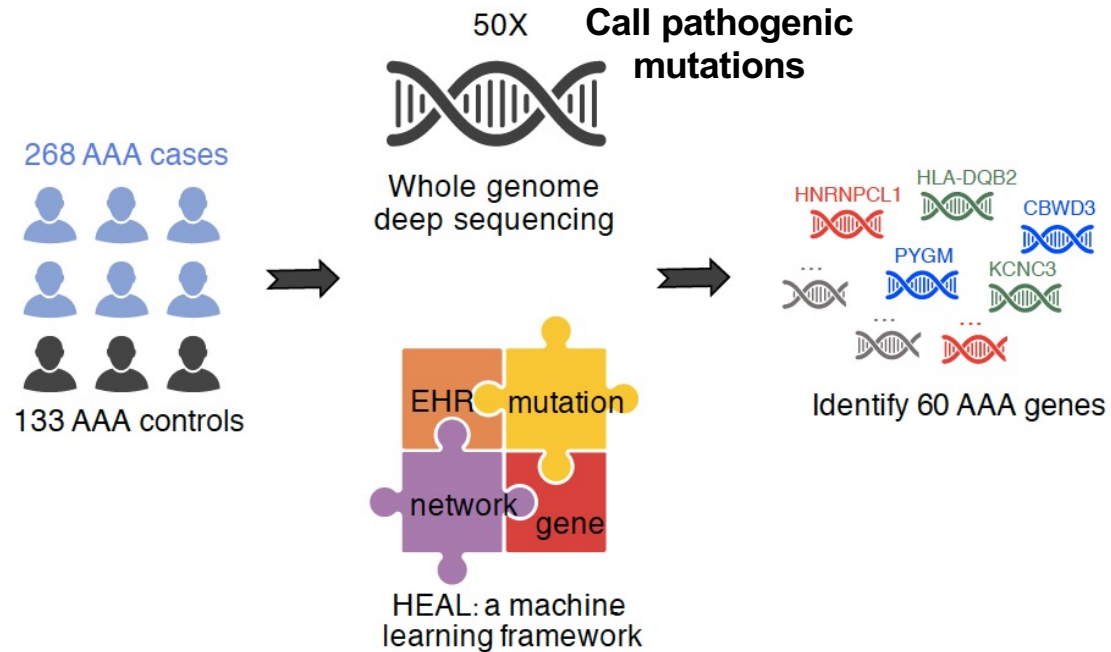 50X
Call pathogenic
mutations
268 AAA cases
133 AAA controls
Whole genome
deep sequencing
EHR
mutation
network
gene
HEAL: a machine
learning framework
HNRNPCL1
HLA-DQB2
CBWD3
PYGM
KCNC3
...
...
...
Identify 60 AAA genes